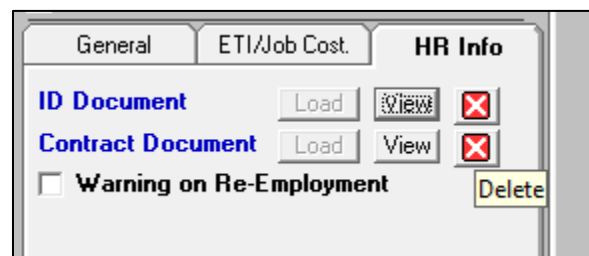 General ETI/Job Cost. HR Info
ID Document Load View
Contract Document Load View
Warning on Re-Employment
Delete